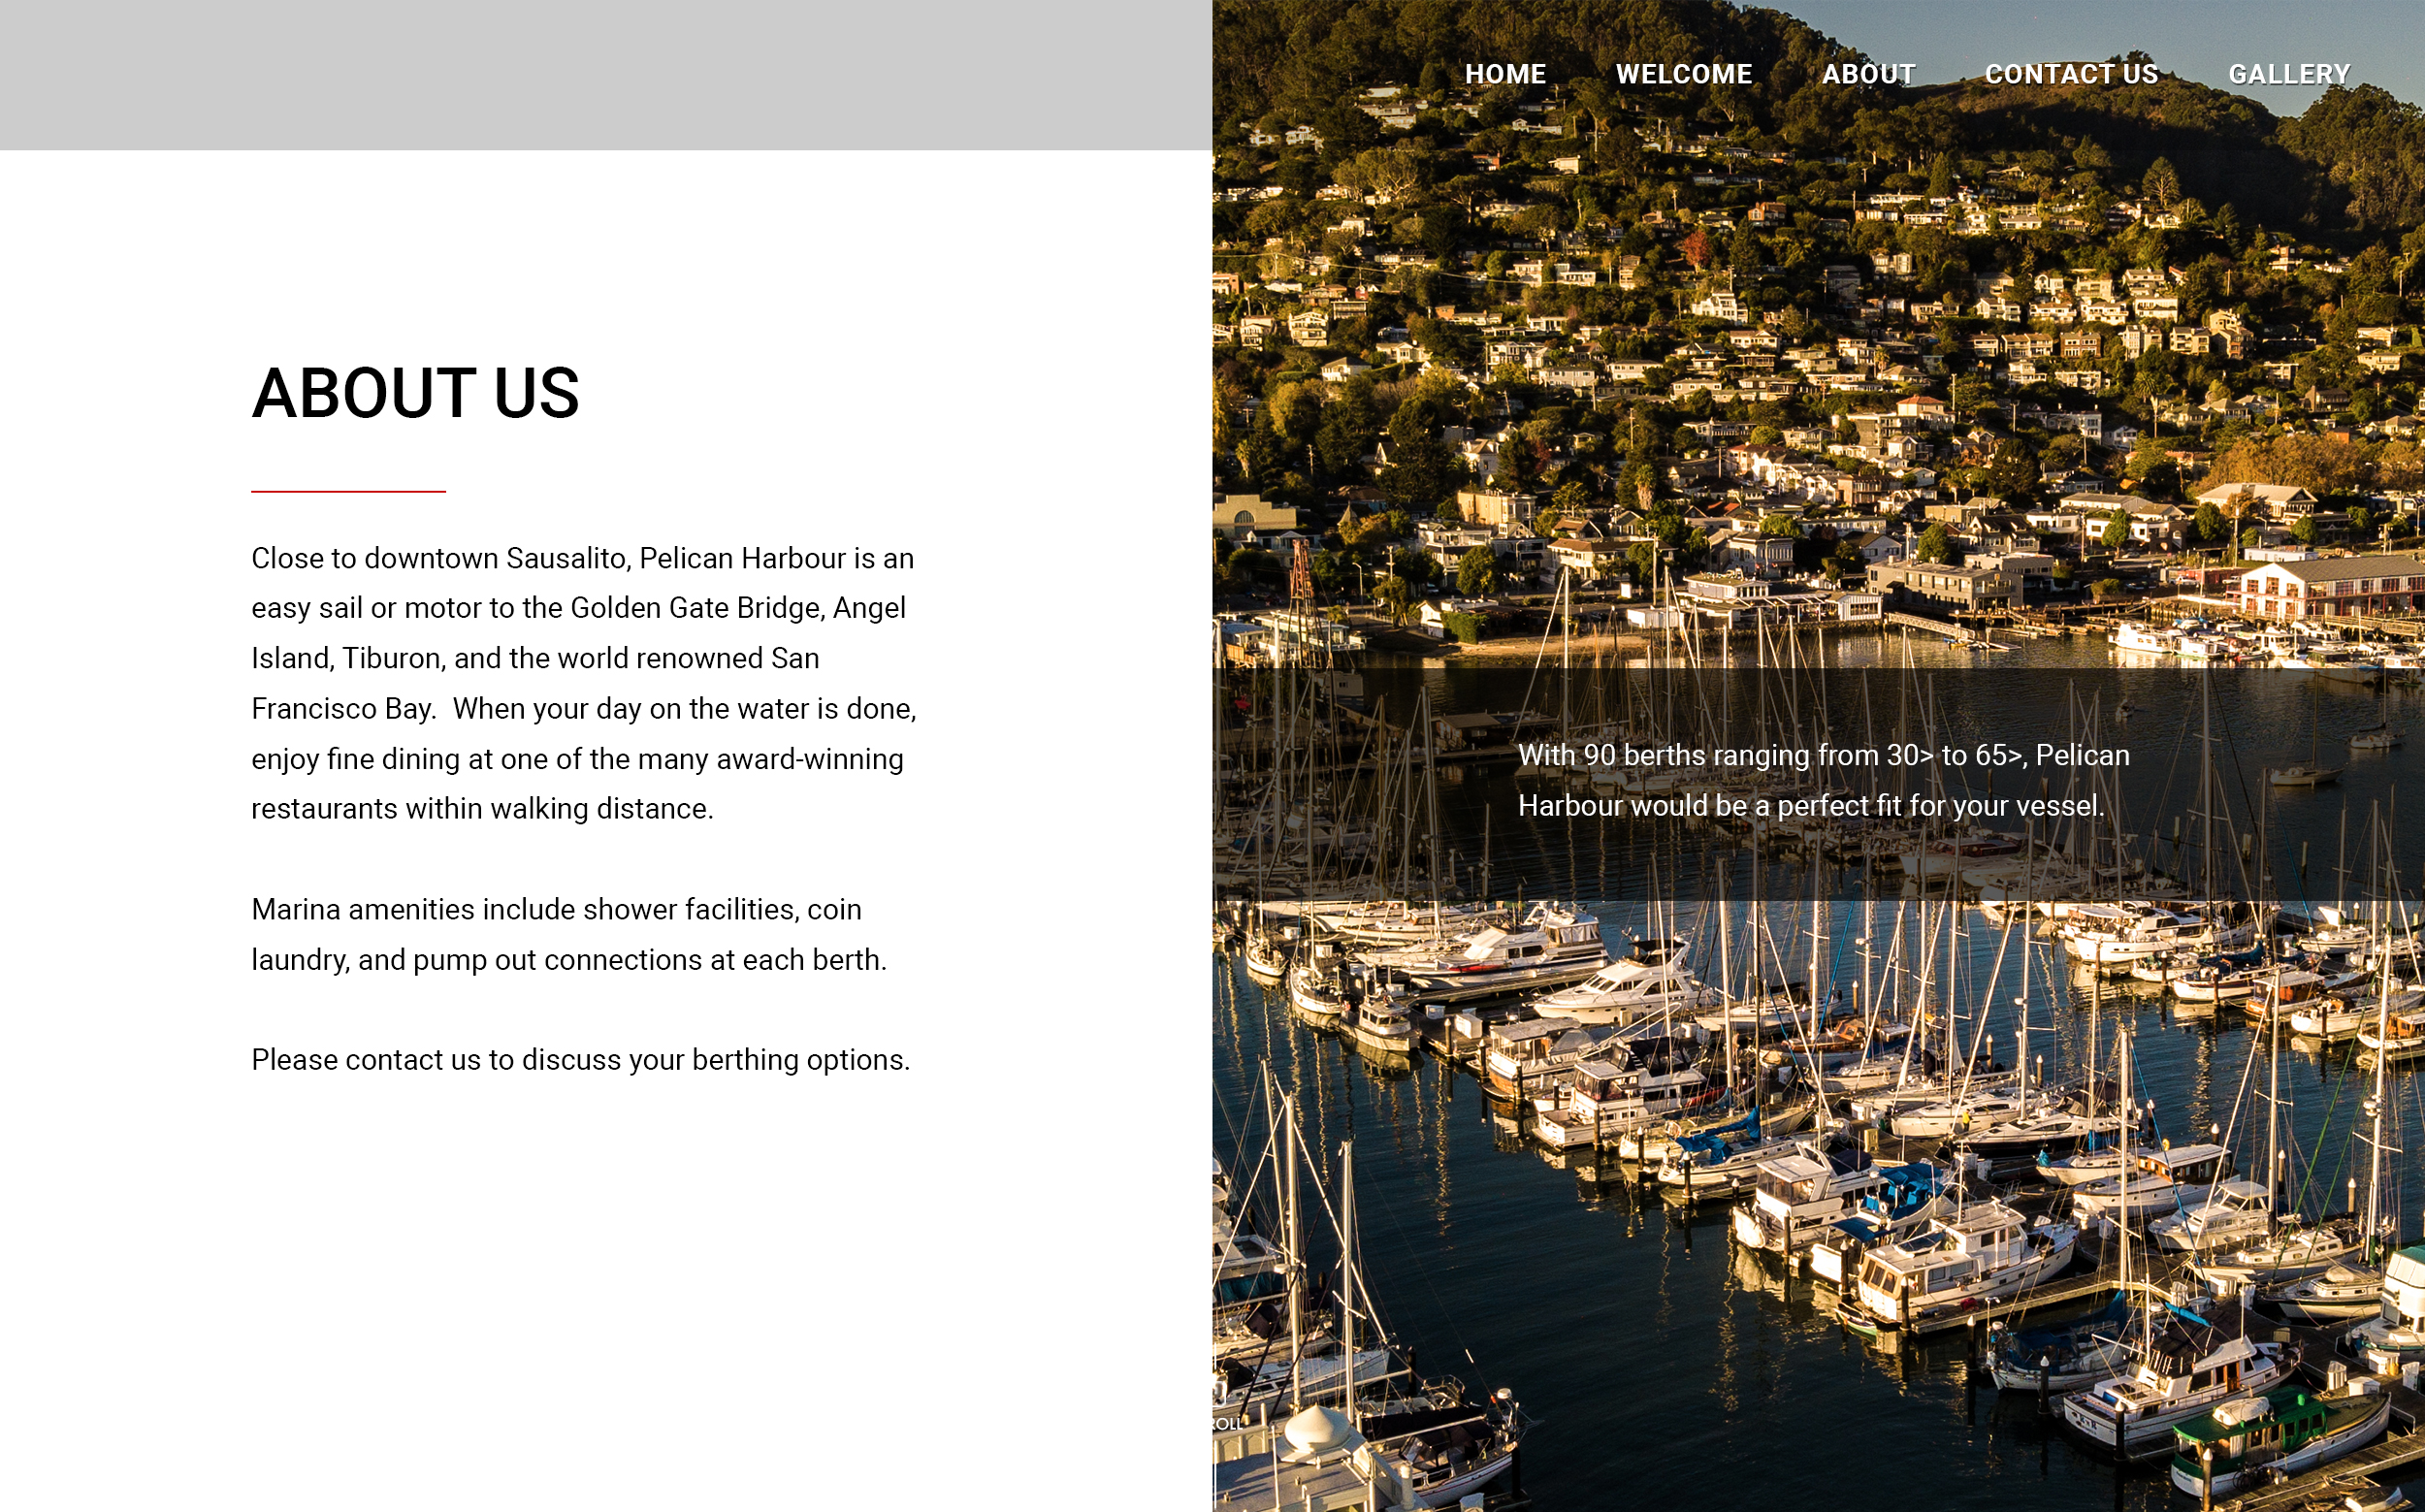 HOME WELCOME ABOUT CONTACT US GALLERY
ABOUT US
Close to downtown Sausalito, Pelican Harbour is an
easy sail or motor to the Golden Gate Bridge, Angel
Island, Tiburon, and the world renowned San
Francisco Bay.  When your day on the water is done,
enjoy fine dining at one of the many award-winning
restaurants within walking distance.
Marina amenities include shower facilities, coin
laundry, and pump out connections at each berth.
Please contact us to discuss your berthing options.
With 90 berths ranging from 30> to 65>, Pelican
Harbour would be a perfect fit for your vessel.